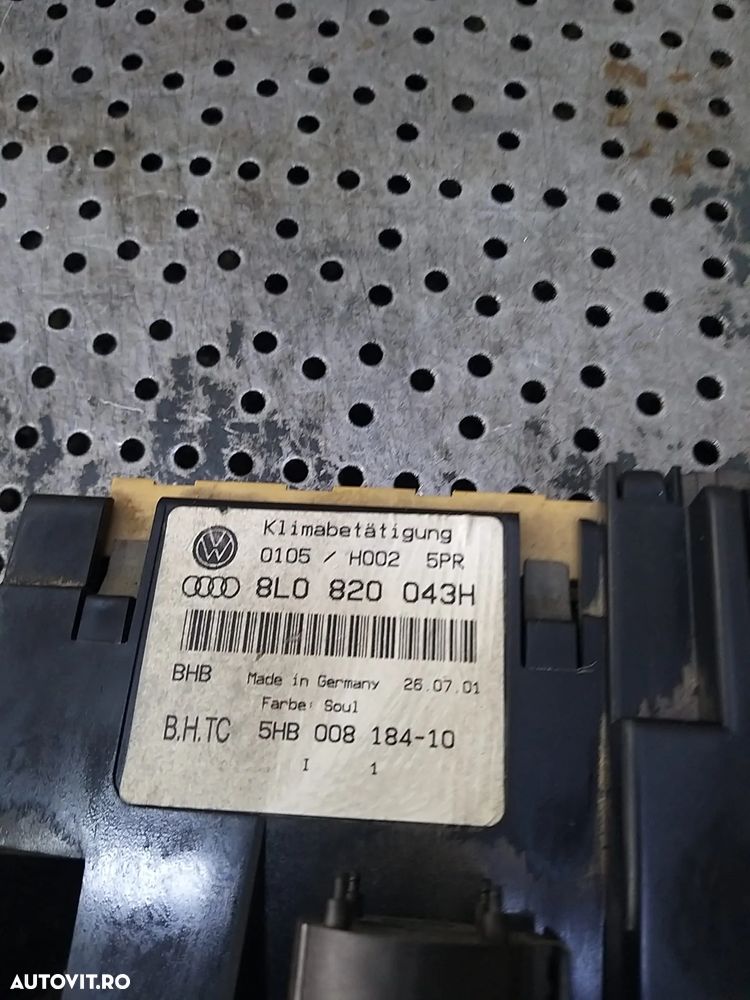 Klimabetätigung
0105 / H002 5PR
8L0 820 043H
BHB Made in Germany 26.07.01
Farbe: Soul
B.H.TC 5HB 008 184-10
I 1
AUTOVIT.RO